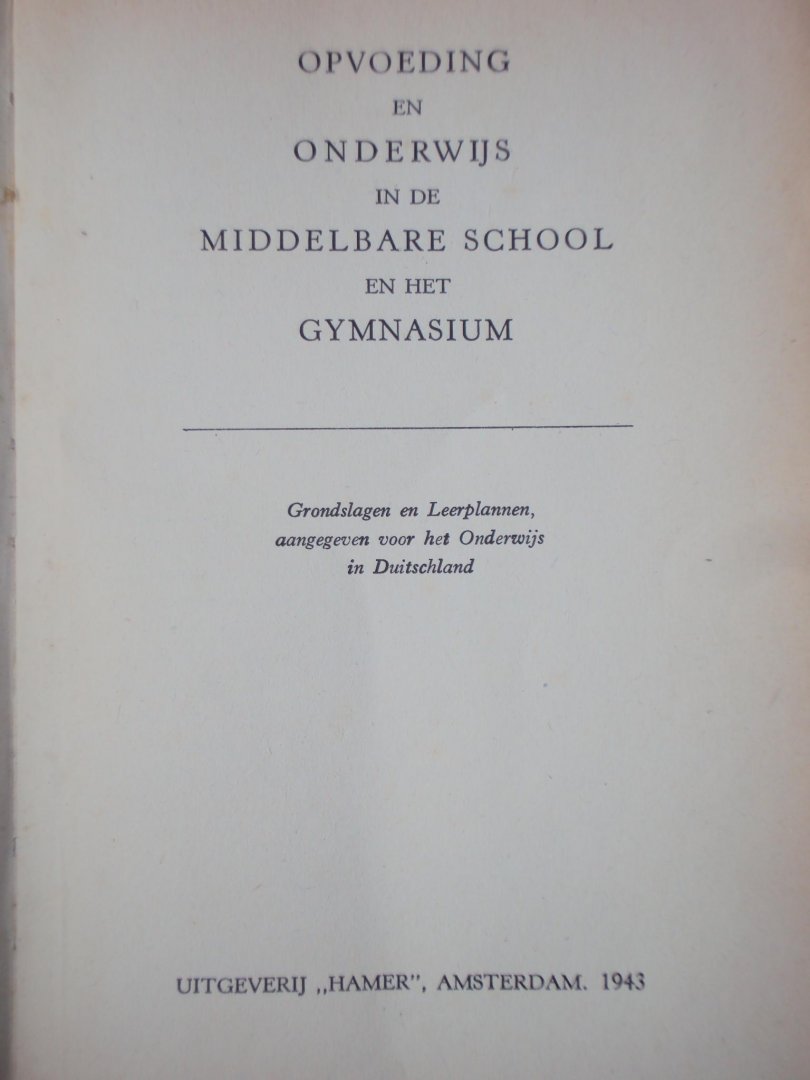 OPVOEDING
EN
ONDERWIJS
IN DE
MIDDELBARE SCHOOL
EN HET
GYMNASIUM
Grondslagen en Leerplannen,
aangegeven voor het Onderwijs
in Duitschland
UITGEVERIJ „HAMER”, AMSTERDAM. 1943